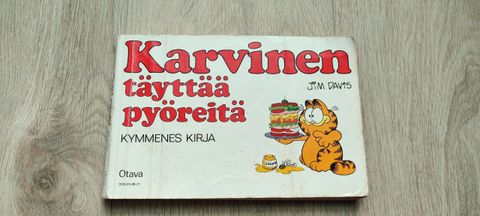 Karvinen
täyttää
pyöreitä
JIM DAVIS
KYMMENES KIRJA
Otava